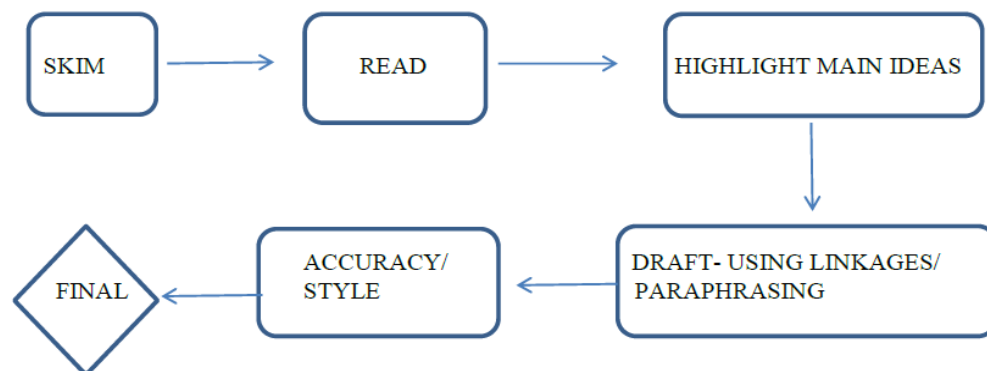 SKIM
READ
HIGHLIGHT MAIN IDEAS
DRAFT- USING LINKAGES/
PARAPHRASING
ACCURACY/
STYLE
FINAL